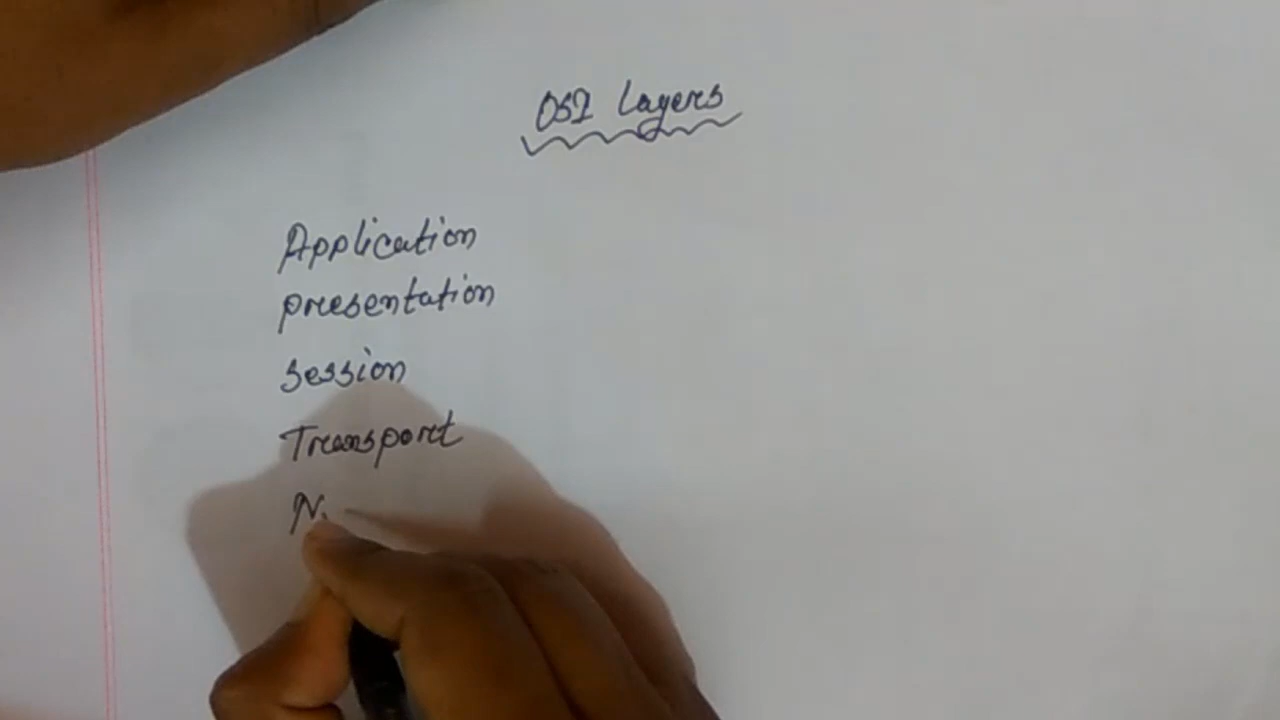 OSI Layers
Application
presentation
session
Transport
N